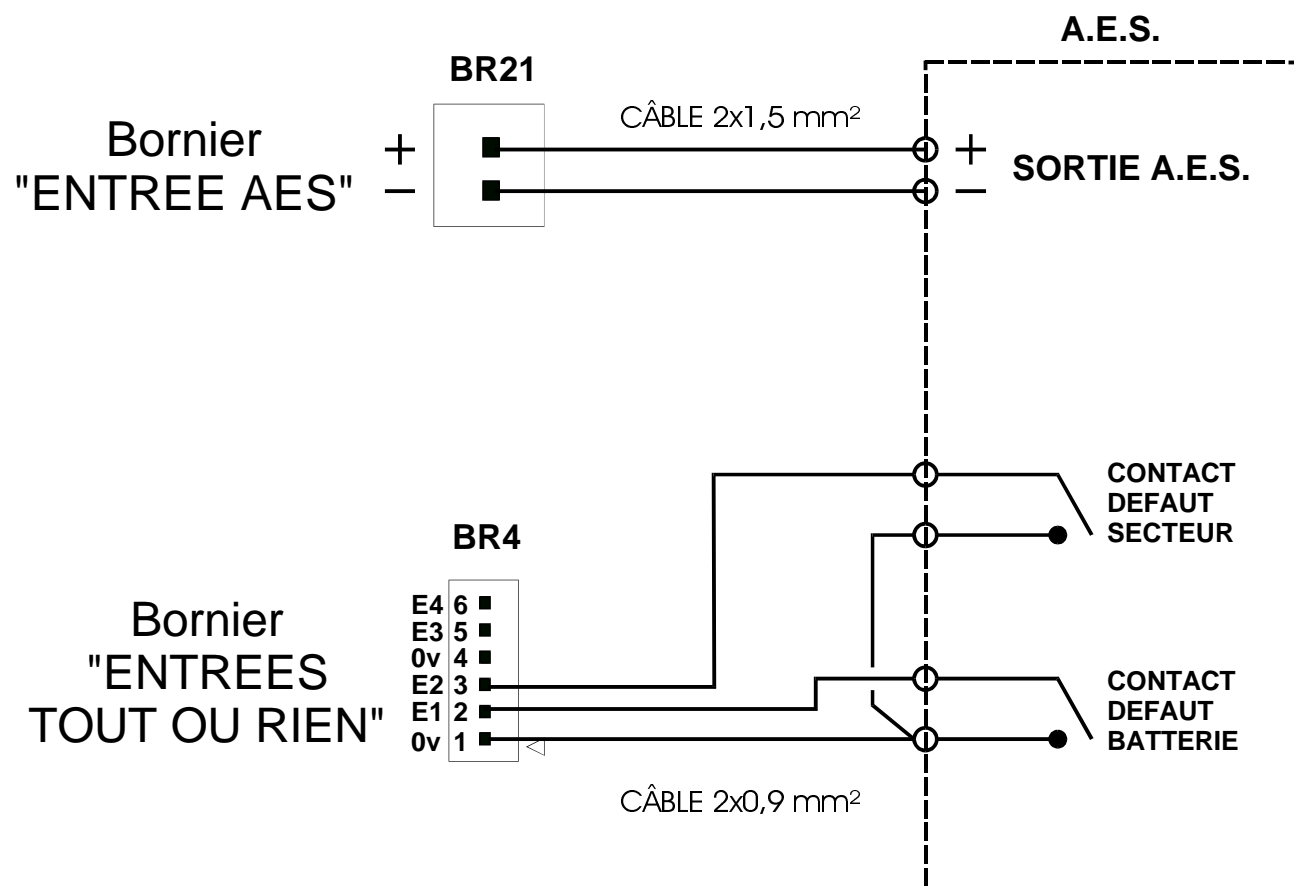 A.E.S.
BR21
CÂBLE 2x1,5 mm²
Bornier
"ENTREE AES"
+
−
+
−
SORTIE A.E.S.
CONTACT
DEFAUT
SECTEUR
BR4
Bornier
"ENTREES
TOUT OU RIEN"
E4 6
E3 5
0v 4
E2 3
E1 2
0v 1
CONTACT
DEFAUT
BATTERIE
CÂBLE 2x0,9 mm²